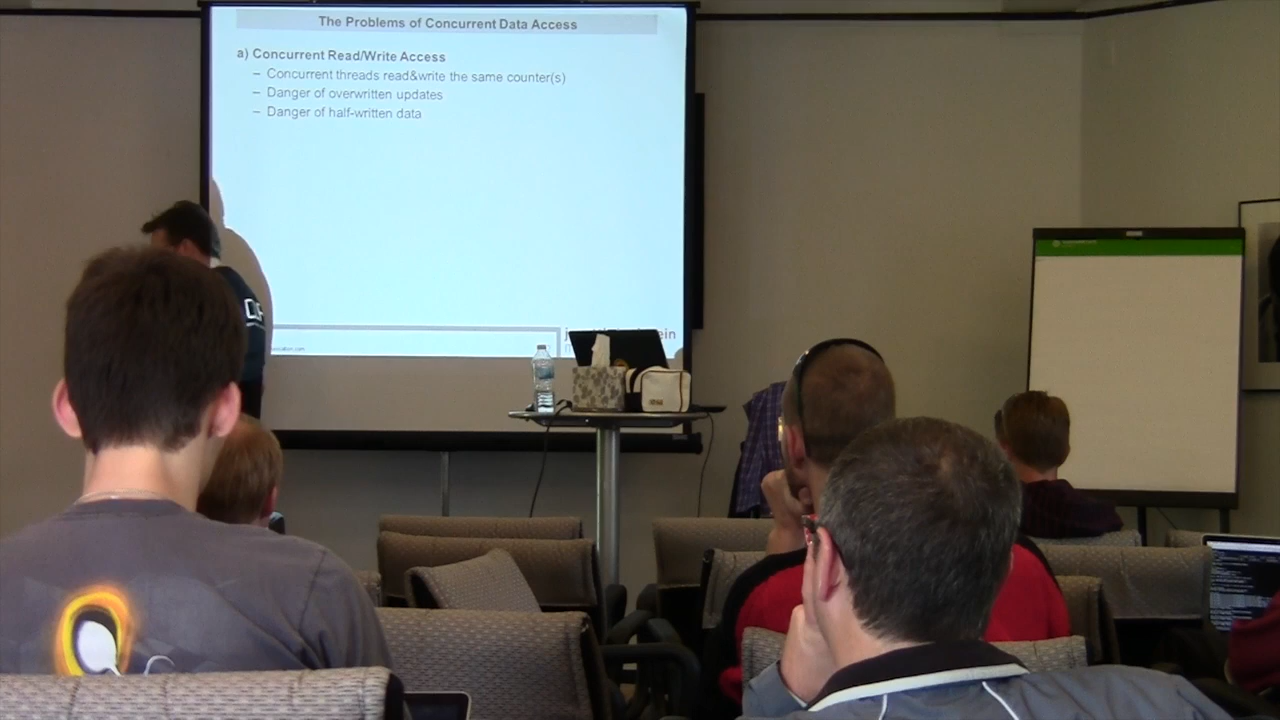 The Problems of Concurrent Data Access
a) Concurrent Read/Write Access
– Concurrent threads read&write the same counter(s)
– Danger of overwritten updates
– Danger of half-written data